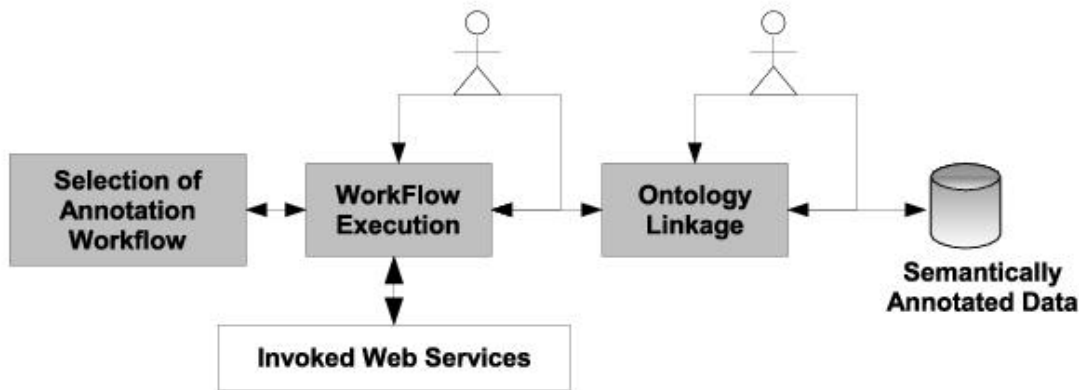 Selection of
Annotation
Workflow
WorkFlow
Execution
Ontology
Linkage
Semantically
Annotated Data
Invoked Web Services